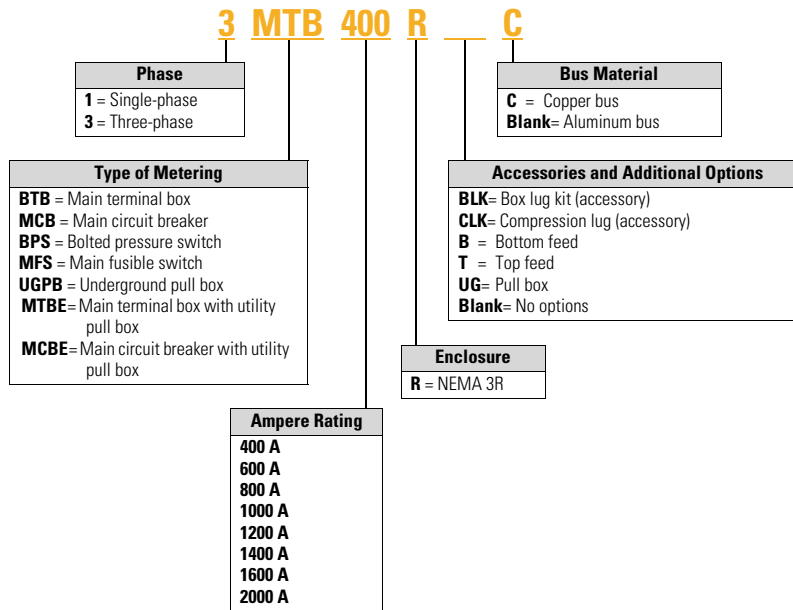 3 MTB 400 R __ C
Phase
1 = Single-phase
3 = Three-phase
Bus Material
C = Copper bus
Blank= Aluminum bus
Type of Metering
BTB = Main terminal box
MCB = Main circuit breaker
BPS = Bolted pressure switch
MFS = Main fusible switch
UGPB = Underground pull box
MTBE= Main terminal box with utility
pull box
MCBE= Main circuit breaker with utility
pull box
Accessories and Additional Options
BLK= Box lug kit (accessory)
CLK= Compression lug (accessory)
B = Bottom feed
T = Top feed
UG= Pull box
Blank= No options
Enclosure
R = NEMA 3R
Ampere Rating
400 A
600 A
800 A
1000 A
1200 A
1400 A
1600 A
2000 A